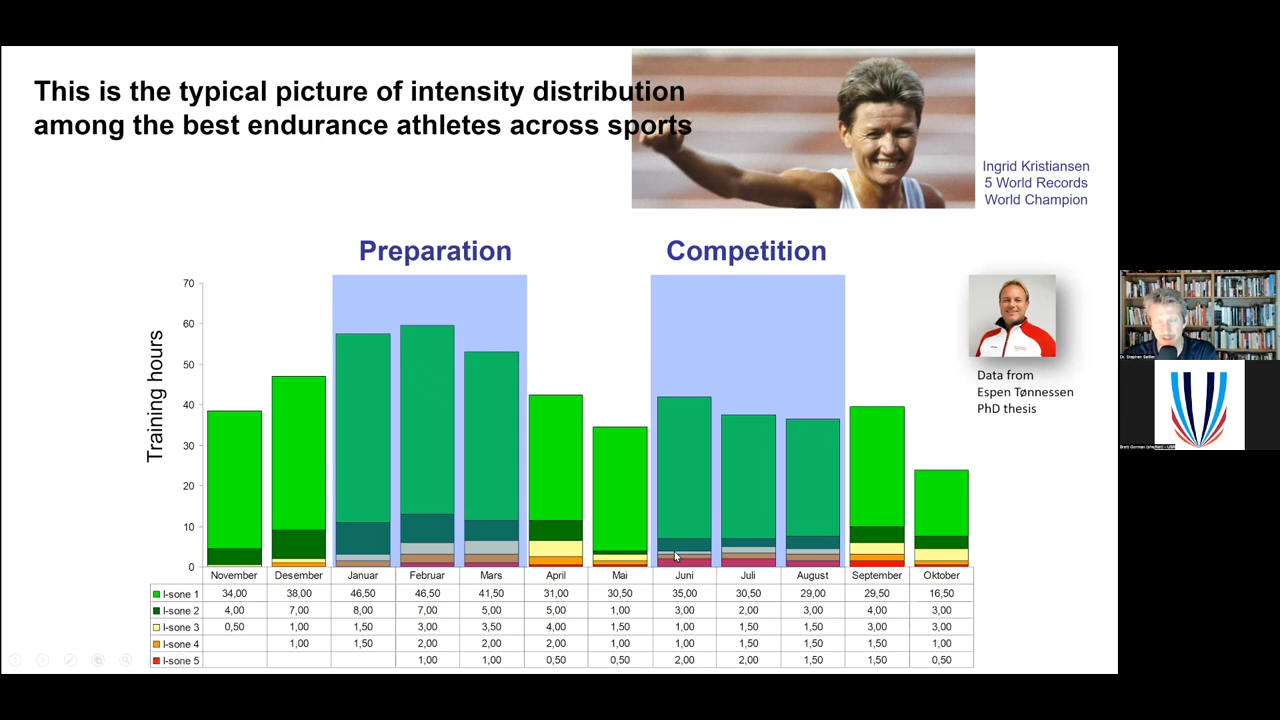 This is the typical picture of intensity distribution
among the best endurance athletes across sports
Ingrid Kristiansen
5 World Records
World Champion
Preparation
Competition
Training hours
70
60
50
40
30
20
10
0
Data from
Espen Tønnessen
PhD thesis
November Desember Januar Februar Mars April Mai Juni Juli August September Oktober
I-sone 1 34,00 38,00 46,50 46,50 41,50 31,00 30,50 35,00 30,50 29,00 29,50 16,50
I-sone 2 4,00 7,00 8,00 7,00 5,00 5,00 1,00 3,00 2,00 3,00 4,00 3,00
I-sone 3 0,50 1,00 1,50 3,00 3,50 4,00 1,50 1,00 1,50 1,50 3,00 3,00
I-sone 4 1,00 1,50 2,00 2,00 2,00 1,00 1,00 1,50 1,50 1,50 1,00
I-sone 5 1,00 1,00 0,50 0,50 2,00 2,00 1,50 1,50 0,50